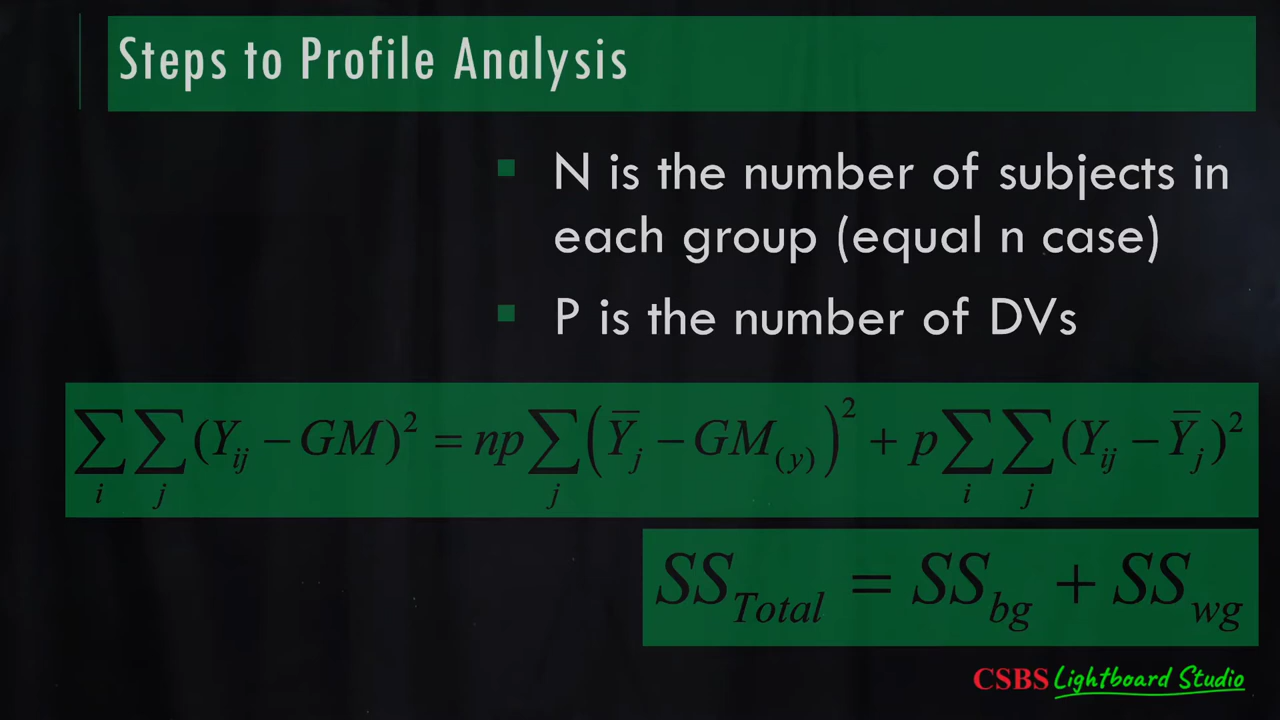 Steps to Profile Analysis
N is the number of subjects in
each group (equal n case)
P is the number of DVs
∑i ∑j (Yij − GM)² = np ∑j (Ȳj − GM(y))² + p ∑i ∑j (Yij − Ȳj)²
SSTotal = SSbg + SSwg
CSBS Lightboard Studio